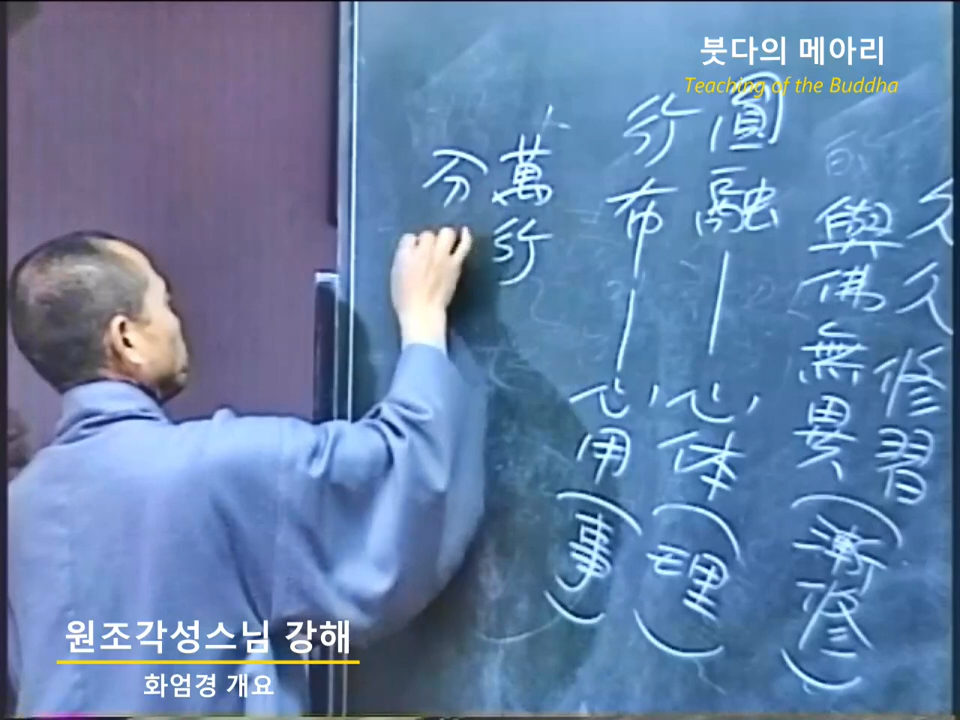 붓다의 메아리
Teaching of the Buddha
久久修習
與佛無異(漸修)
圓融―心体(理)
行布―心用(事)
萬行
分
원조각성스님 강해
화엄경 개요